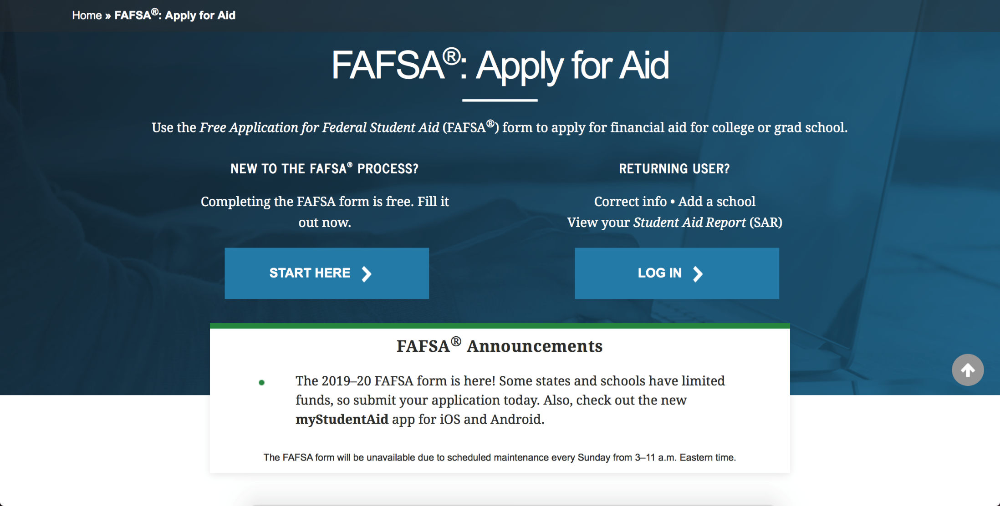 Home » FAFSA®: Apply for Aid
FAFSA®: Apply for Aid
Use the Free Application for Federal Student Aid (FAFSA®) form to apply for financial aid for college or grad school.
NEW TO THE FAFSA® PROCESS?
Completing the FAFSA form is free. Fill it
out now.
START HERE
RETURNING USER?
Correct info • Add a school
View your Student Aid Report (SAR)
LOG IN
FAFSA® Announcements
The 2019–20 FAFSA form is here! Some states and schools have limited
funds, so submit your application today. Also, check out the new
myStudentAid app for iOS and Android.
The FAFSA form will be unavailable due to scheduled maintenance every Sunday from 3–11 a.m. Eastern time.